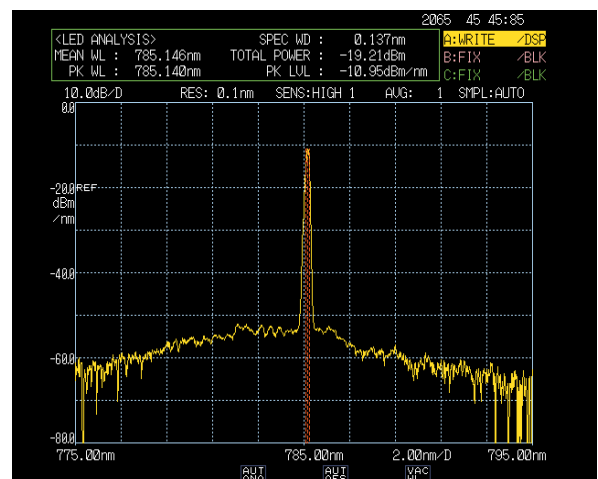 2065 45 45:85
<LED ANALYSIS> SPEC WD : 0.137nm A:WRITE /DSP
MEAN WL : 785.146nm TOTAL POWER : -19.21dBm B:FIX /BLK
PK WL : 785.140nm PK LVL : -10.95dBm/nm C:FIX /BLK
10.0dB/D RES: 0.1nm SENS:HIGH 1 AVG: 1 SMPL:AUTO
0.0
-20.0 REF
dBm
/nm
-40.0
-60.0
-80.0
775.00nm 785.00nm 2.00nm/D 795.00nm
AUT AUT VAC